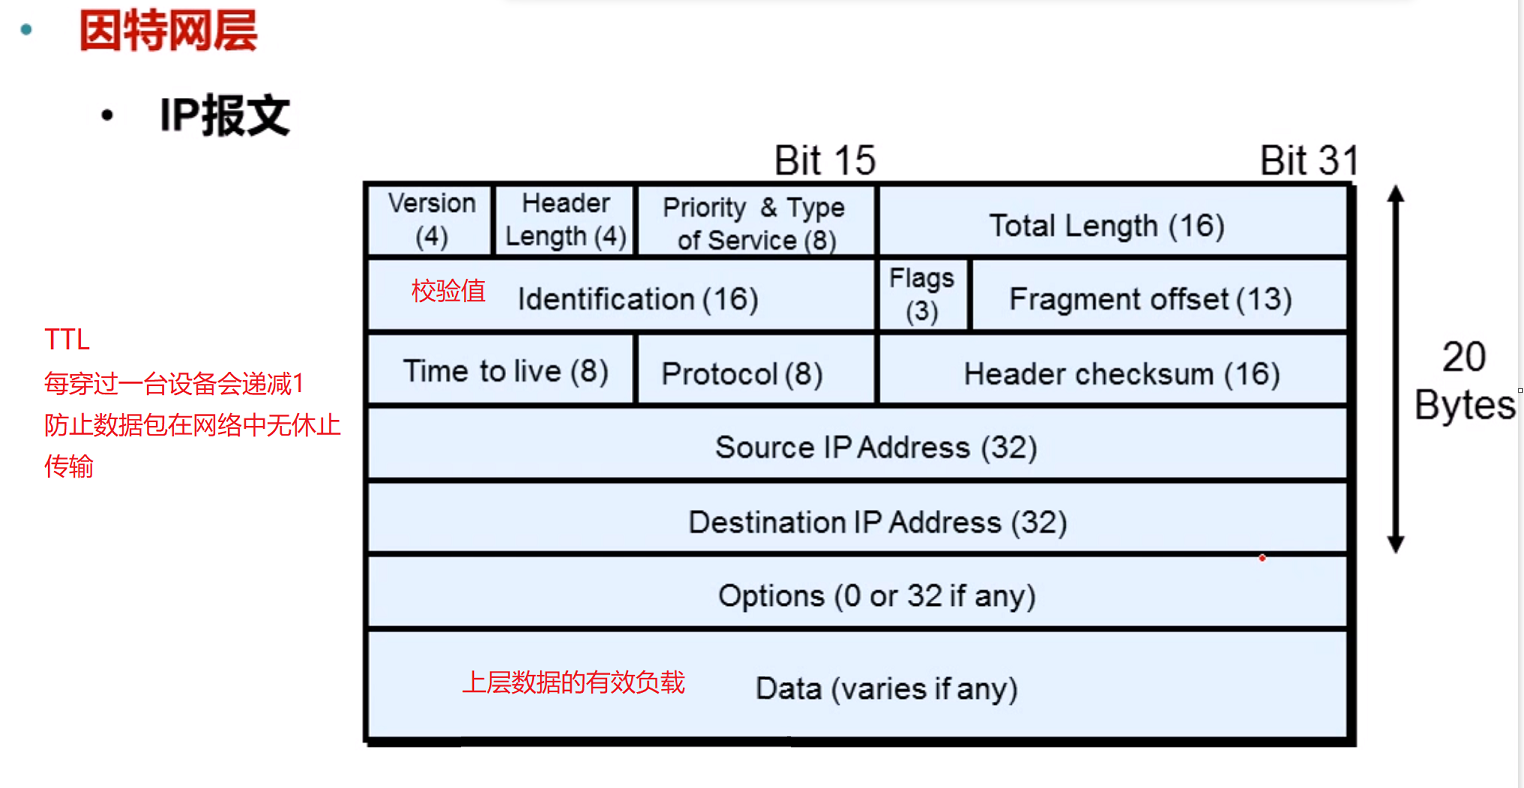 因特网层
IP报文
Bit 15
Bit 31
Version
(4)
Header
Length (4)
Priority & Type
of Service (8)
Total Length (16)
校验值
Identification (16)
Flags
(3)
Fragment offset (13)
TTL
每穿过一台设备会递减1
防止数据包在网络中无休止
传输
Time to live (8)
Protocol (8)
Header checksum (16)
20
Bytes
Source IP Address (32)
Destination IP Address (32)
Options (0 or 32 if any)
上层数据的有效负载
Data (varies if any)